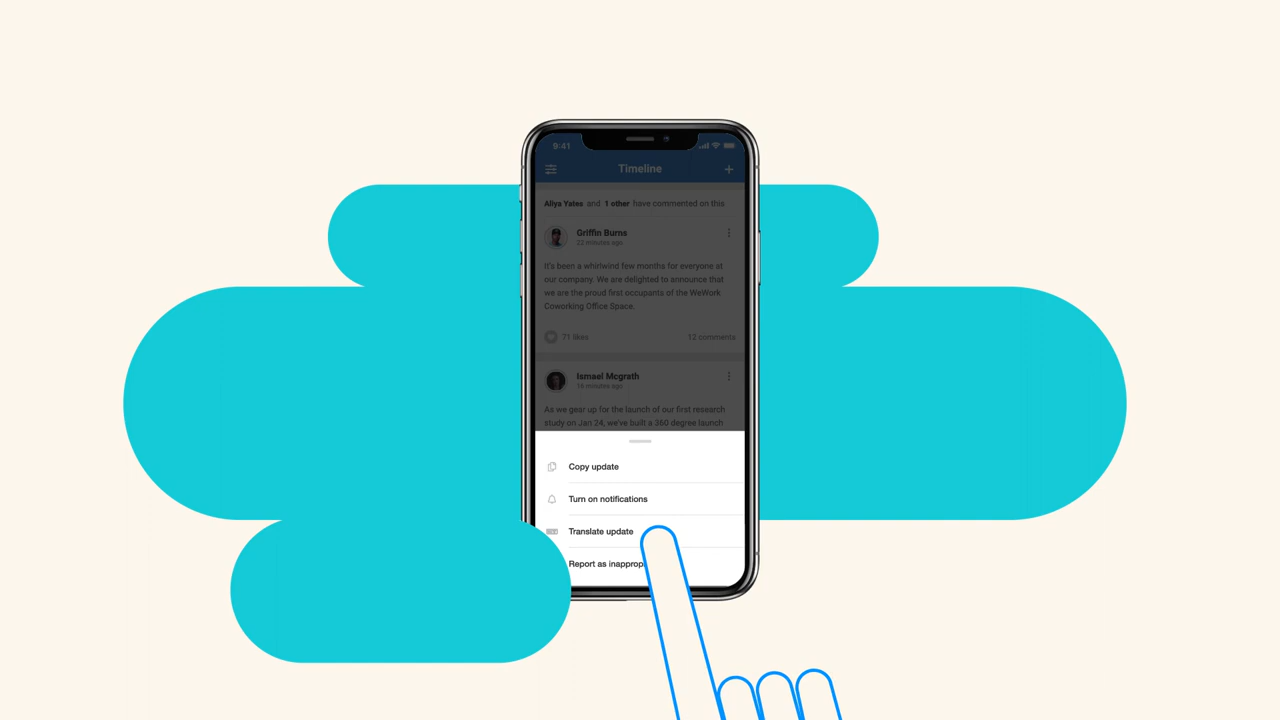 9:41
Timeline
Aliya Yates and 1 other have commented on this
Griffin Burns
22 minutes ago
It's been a whirlwind few months for everyone at
our company. We are delighted to announce that
we are the proud first occupants of the WeWork
Coworking Office Space.
71 likes 12 comments
Ismael Mcgrath
16 minutes ago
As we gear up for the launch of our first research
study on Jan 24, we've built a 360 degree launch
Copy update
Turn on notifications
Translate update
Report as inapprop